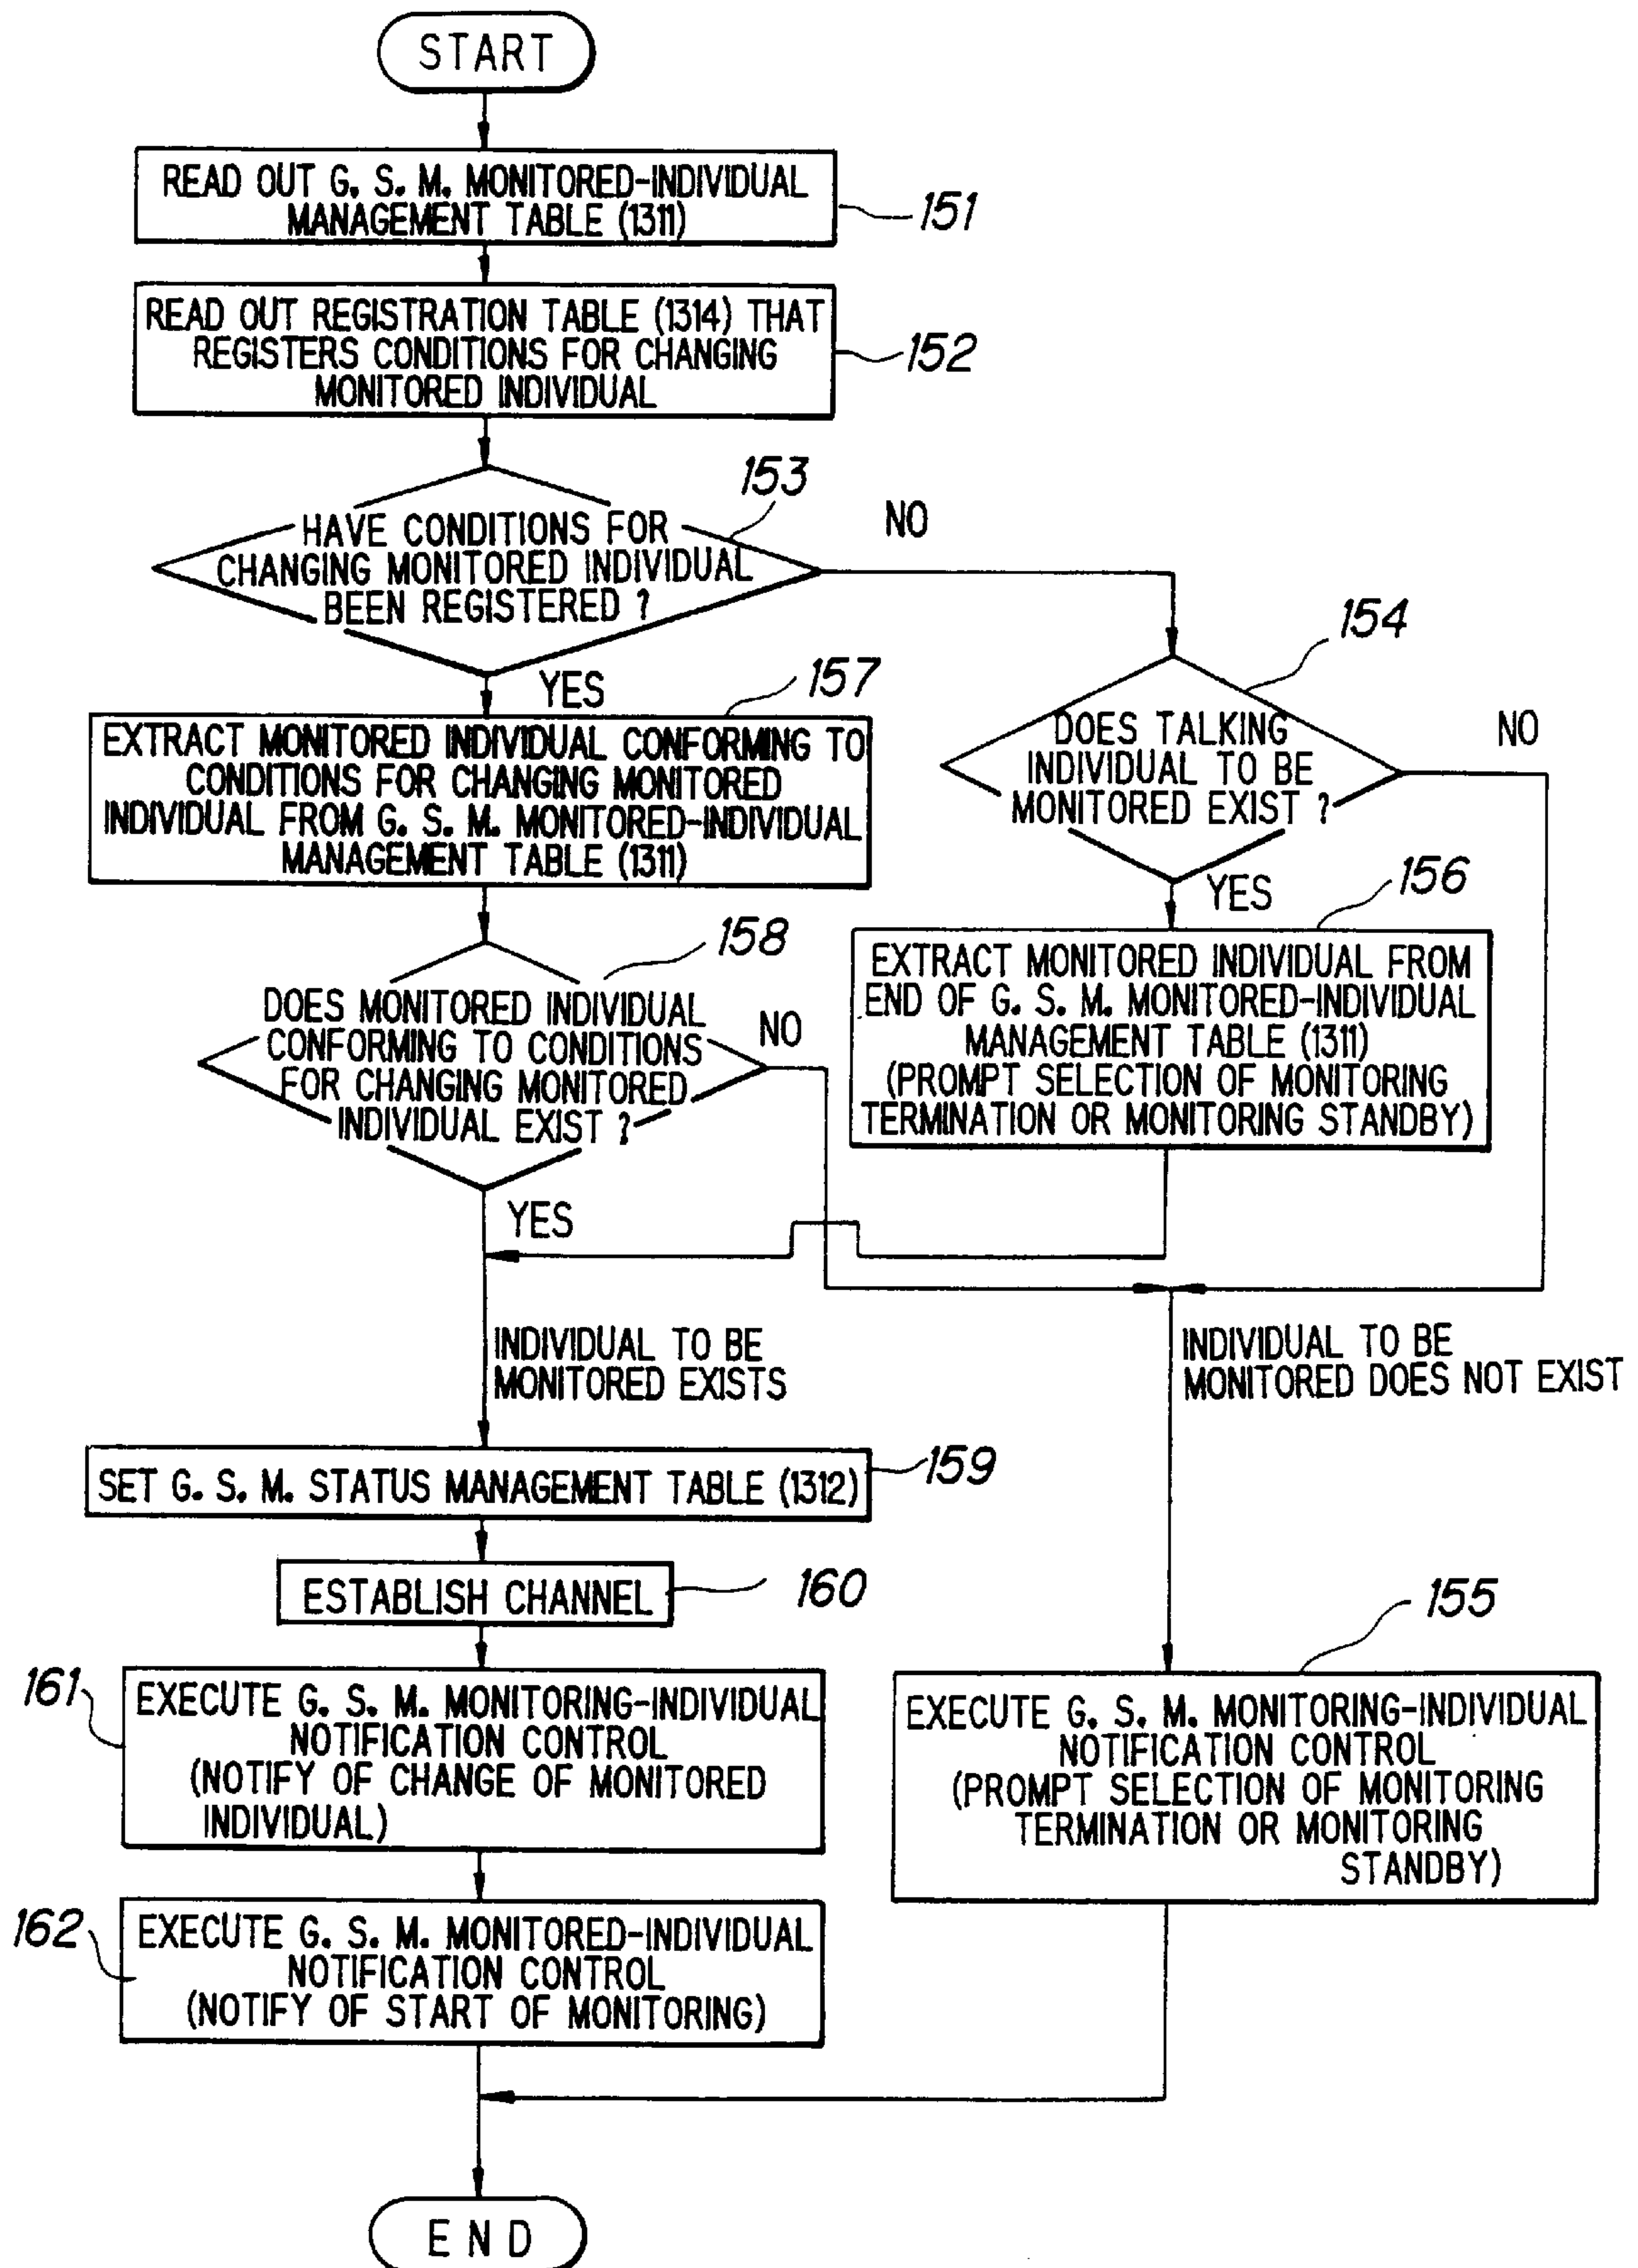 START
READ OUT G. S. M. MONITORED-INDIVIDUAL
MANAGEMENT TABLE (1311)
151
READ OUT REGISTRATION TABLE (1314) THAT
REGISTERS CONDITIONS FOR CHANGING
MONITORED INDIVIDUAL
152
153
HAVE CONDITIONS FOR
CHANGING MONITORED INDIVIDUAL
BEEN REGISTERED ?
NO
YES
154
DOES TALKING
INDIVIDUAL TO BE
MONITORED EXIST ?
NO
YES
157
EXTRACT MONITORED INDIVIDUAL CONFORMING TO
CONDITIONS FOR CHANGING MONITORED
INDIVIDUAL FROM G. S. M. MONITORED-INDIVIDUAL
MANAGEMENT TABLE (1311)
156
EXTRACT MONITORED INDIVIDUAL FROM
END OF G. S. M. MONITORED-INDIVIDUAL
MANAGEMENT TABLE (1311)
(PROMPT SELECTION OF MONITORING
TERMINATION OR MONITORING STANDBY)
158
DOES MONITORED INDIVIDUAL
CONFORMING TO CONDITIONS
FOR CHANGING MONITORED
INDIVIDUAL EXIST ?
NO
YES
INDIVIDUAL TO BE
MONITORED EXISTS
INDIVIDUAL TO BE
MONITORED DOES NOT EXIST
SET G. S. M. STATUS MANAGEMENT TABLE (1312)
159
ESTABLISH CHANNEL
160
155
EXECUTE G. S. M. MONITORING-INDIVIDUAL
NOTIFICATION CONTROL
(PROMPT SELECTION OF MONITORING
TERMINATION OR MONITORING
STANDBY)
161
EXECUTE G. S. M. MONITORING-INDIVIDUAL
NOTIFICATION CONTROL
(NOTIFY OF CHANGE OF MONITORED
INDIVIDUAL)
162
EXECUTE G. S. M. MONITORED-INDIVIDUAL
NOTIFICATION CONTROL
(NOTIFY OF START OF MONITORING)
END